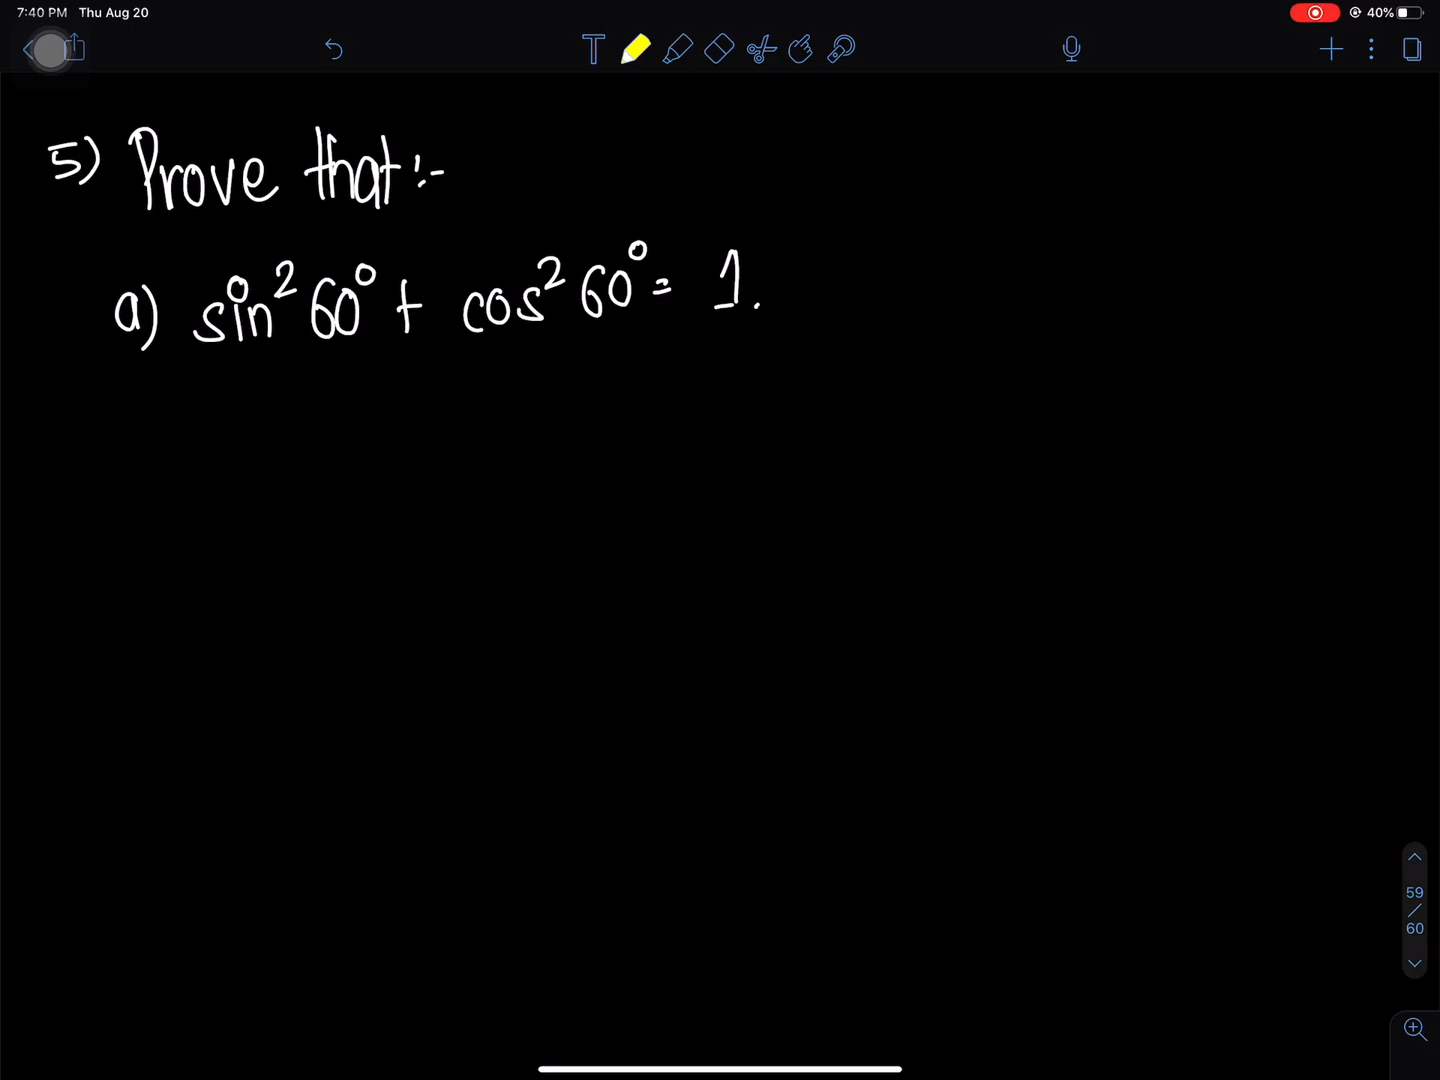 7:40 PM Thu Aug 20
40%
5) Prove that:-
a) sin² 60° + cos² 60° = 1.
59
60